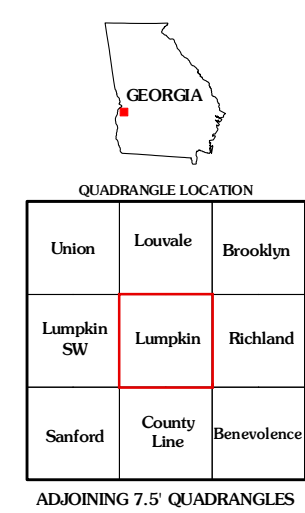 GEORGIA
QUADRANGLE LOCATION
Union
Louvale
Brooklyn
Lumpkin
SW
Lumpkin
Richland
Sanford
County
Line
Benevolence
ADJOINING 7.5' QUADRANGLES